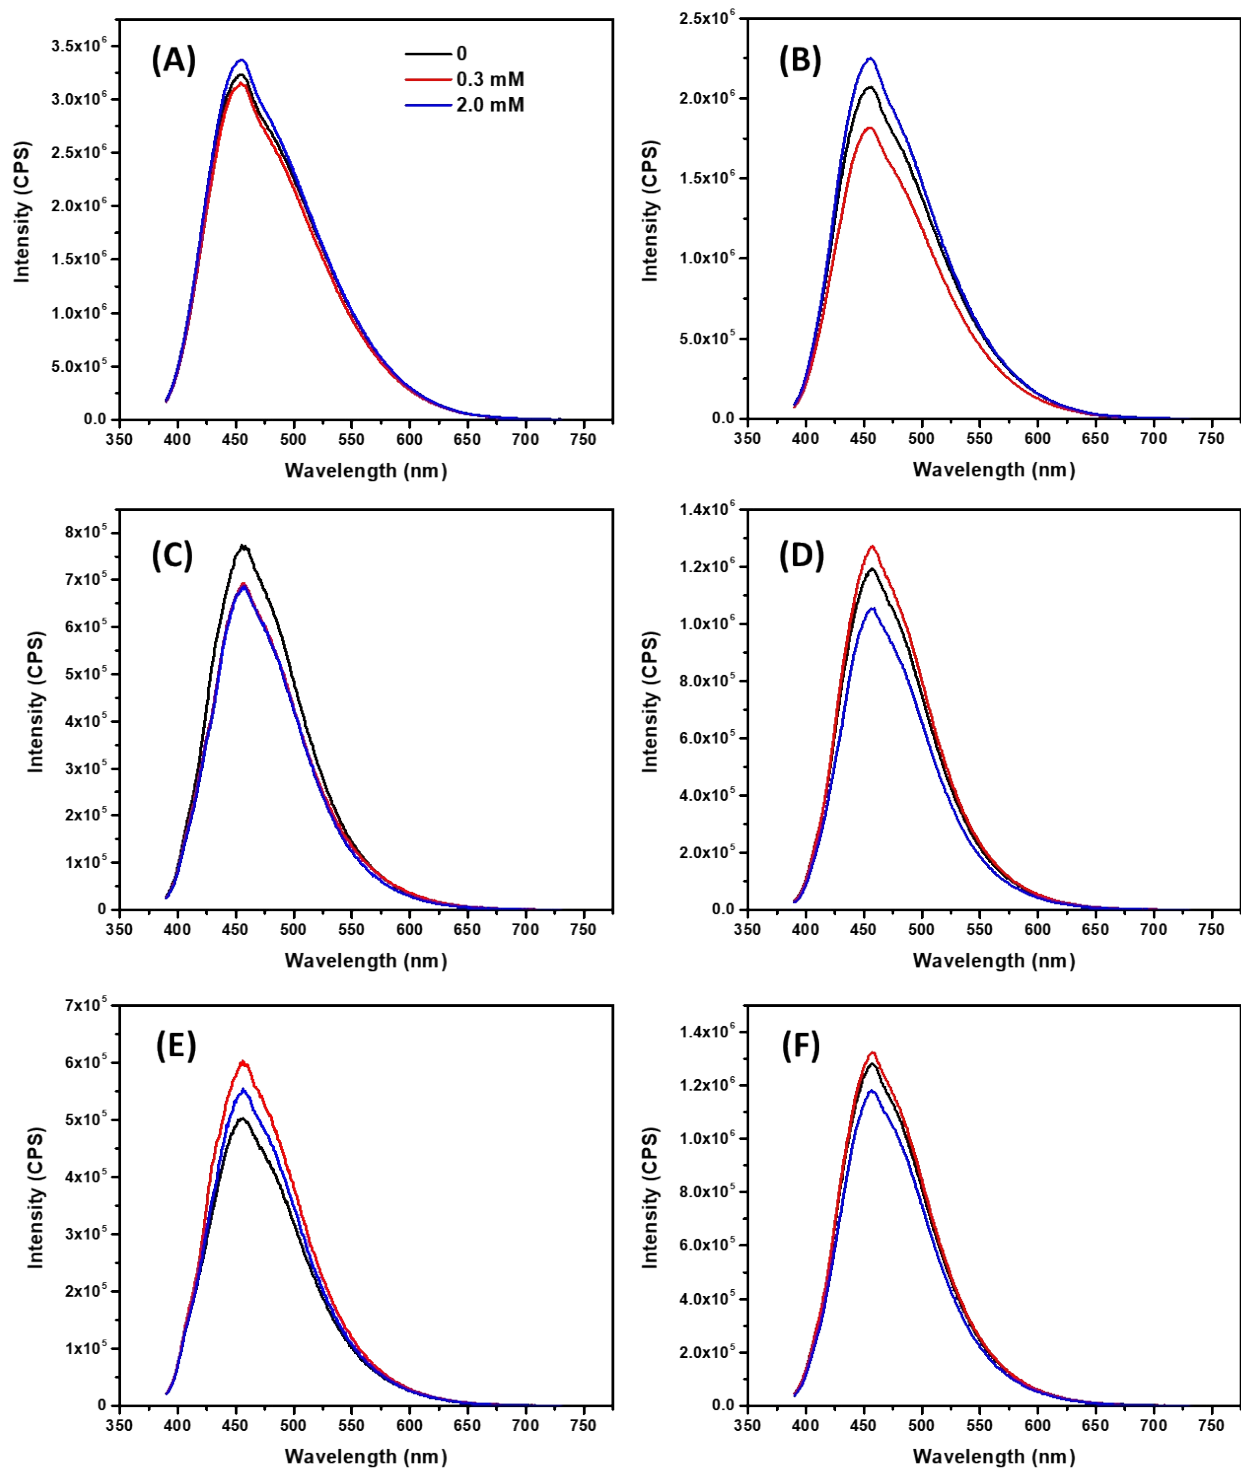 (A)
0
0.3 mM
2.0 mM
3.5x10⁶
3.0x10⁶
2.5x10⁶
2.0x10⁶
1.5x10⁶
1.0x10⁶
5.0x10⁵
0.0
Intensity (CPS)
350 400 450 500 550 600 650 700 750
Wavelength (nm)
(B)
2.5x10⁶
2.0x10⁶
1.5x10⁶
1.0x10⁶
5.0x10⁵
0.0
Intensity (CPS)
350 400 450 500 550 600 650 700 750
Wavelength (nm)
(C)
8x10⁵
7x10⁵
6x10⁵
5x10⁵
4x10⁵
3x10⁵
2x10⁵
1x10⁵
0
Intensity (CPS)
350 400 450 500 550 600 650 700 750
Wavelength (nm)
(D)
1.4x10⁶
1.2x10⁶
1.0x10⁶
8.0x10⁵
6.0x10⁵
4.0x10⁵
2.0x10⁵
0.0
Intensity (CPS)
350 400 450 500 550 600 650 700 750
Wavelength (nm)
(E)
7x10⁵
6x10⁵
5x10⁵
4x10⁵
3x10⁵
2x10⁵
1x10⁵
0
Intensity (CPS)
350 400 450 500 550 600 650 700 750
Wavelength (nm)
(F)
1.4x10⁶
1.2x10⁶
1.0x10⁶
8.0x10⁵
6.0x10⁵
4.0x10⁵
2.0x10⁵
0.0
Intensity (CPS)
350 400 450 500 550 600 650 700 750
Wavelength (nm)